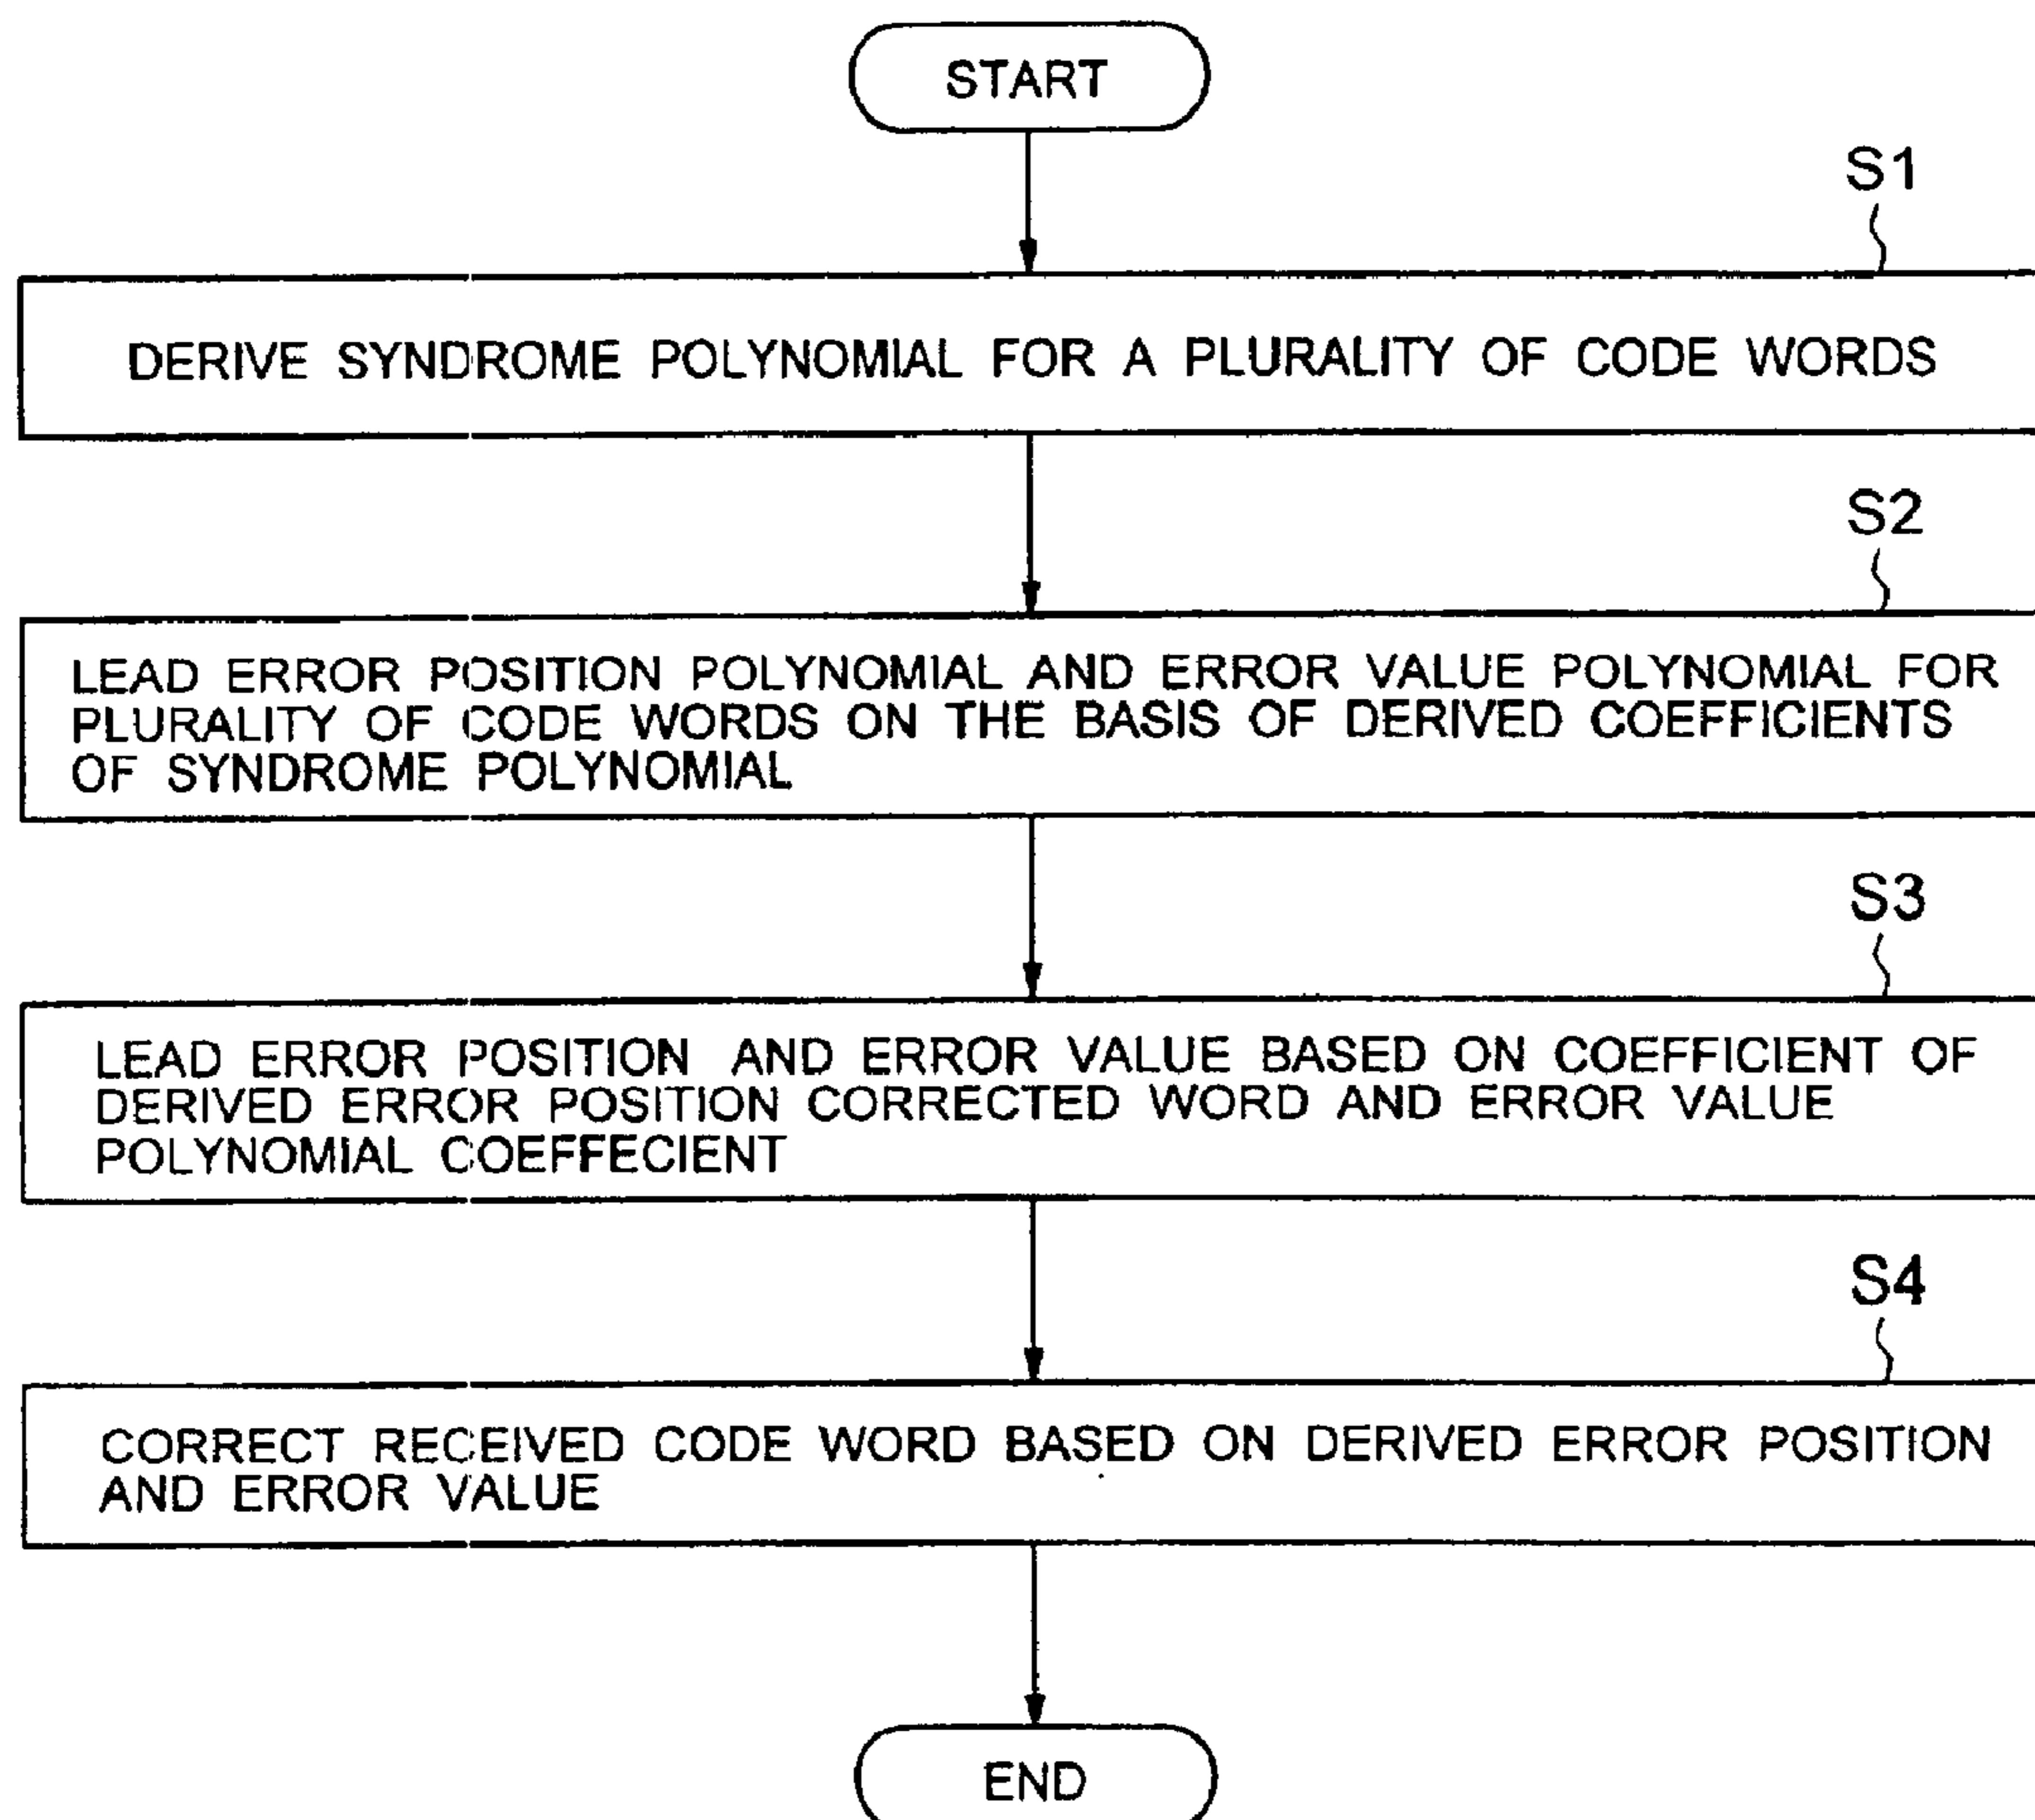 START
S1
DERIVE SYNDROME POLYNOMIAL FOR A PLURALITY OF CODE WORDS
S2
LEAD ERROR POSITION POLYNOMIAL AND ERROR VALUE POLYNOMIAL FOR
PLURALITY OF CODE WORDS ON THE BASIS OF DERIVED COEFFICIENTS
OF SYNDROME POLYNOMIAL
S3
LEAD ERROR POSITION AND ERROR VALUE BASED ON COEFFICIENT OF
DERIVED ERROR POSITION CORRECTED WORD AND ERROR VALUE
POLYNOMIAL COEFFECIENT
S4
CORRECT RECEIVED CODE WORD BASED ON DERIVED ERROR POSITION
AND ERROR VALUE
END